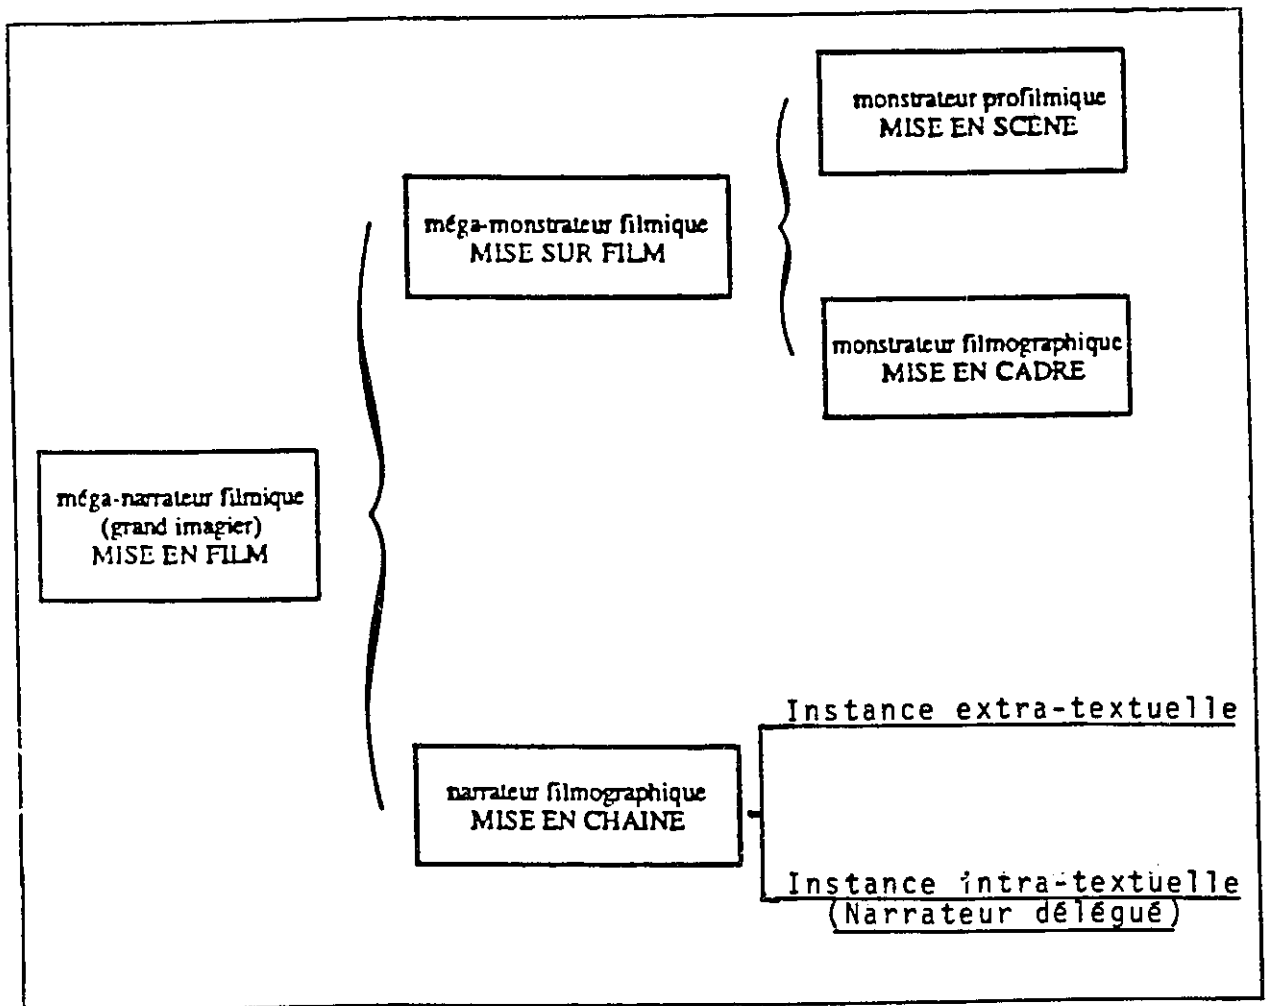 monstrateur profilmique
MISE EN SCÈNE
méga-monstrateur filmique
MISE SUR FILM
monstrateur filmographique
MISE EN CADRE
méga-narrateur filmique
(grand imagier)
MISE EN FILM
Instance extra-textuelle
narrateur filmographique
MISE EN CHAINE
Instance intra-textuelle
(Narrateur délégué)